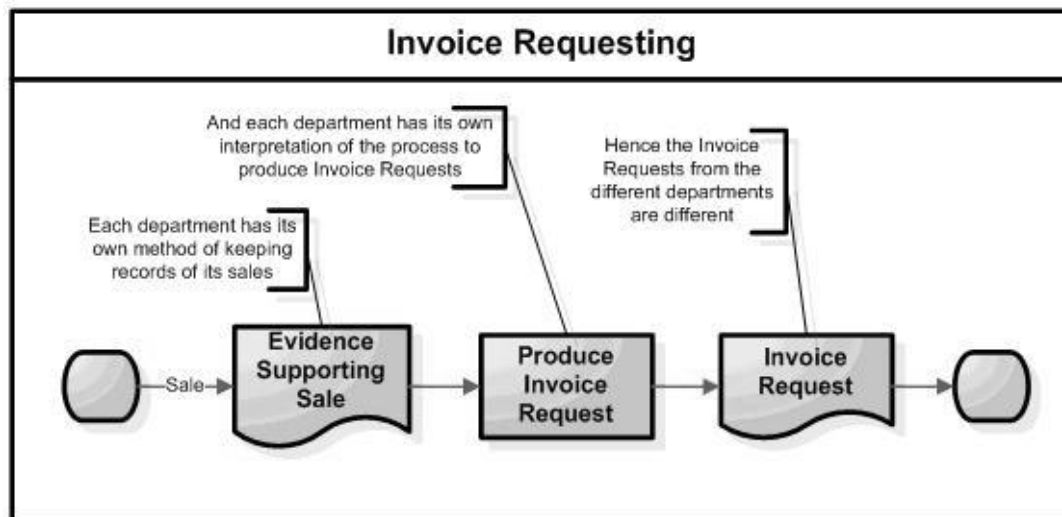 Invoice Requesting
And each department has its own
interpretation of the process to
produce Invoice Requests
Hence the Invoice
Requests from the
different departments
are different
Each department has its
own method of keeping
records of its sales
Sale
Evidence
Supporting
Sale
Produce
Invoice
Request
Invoice
Request